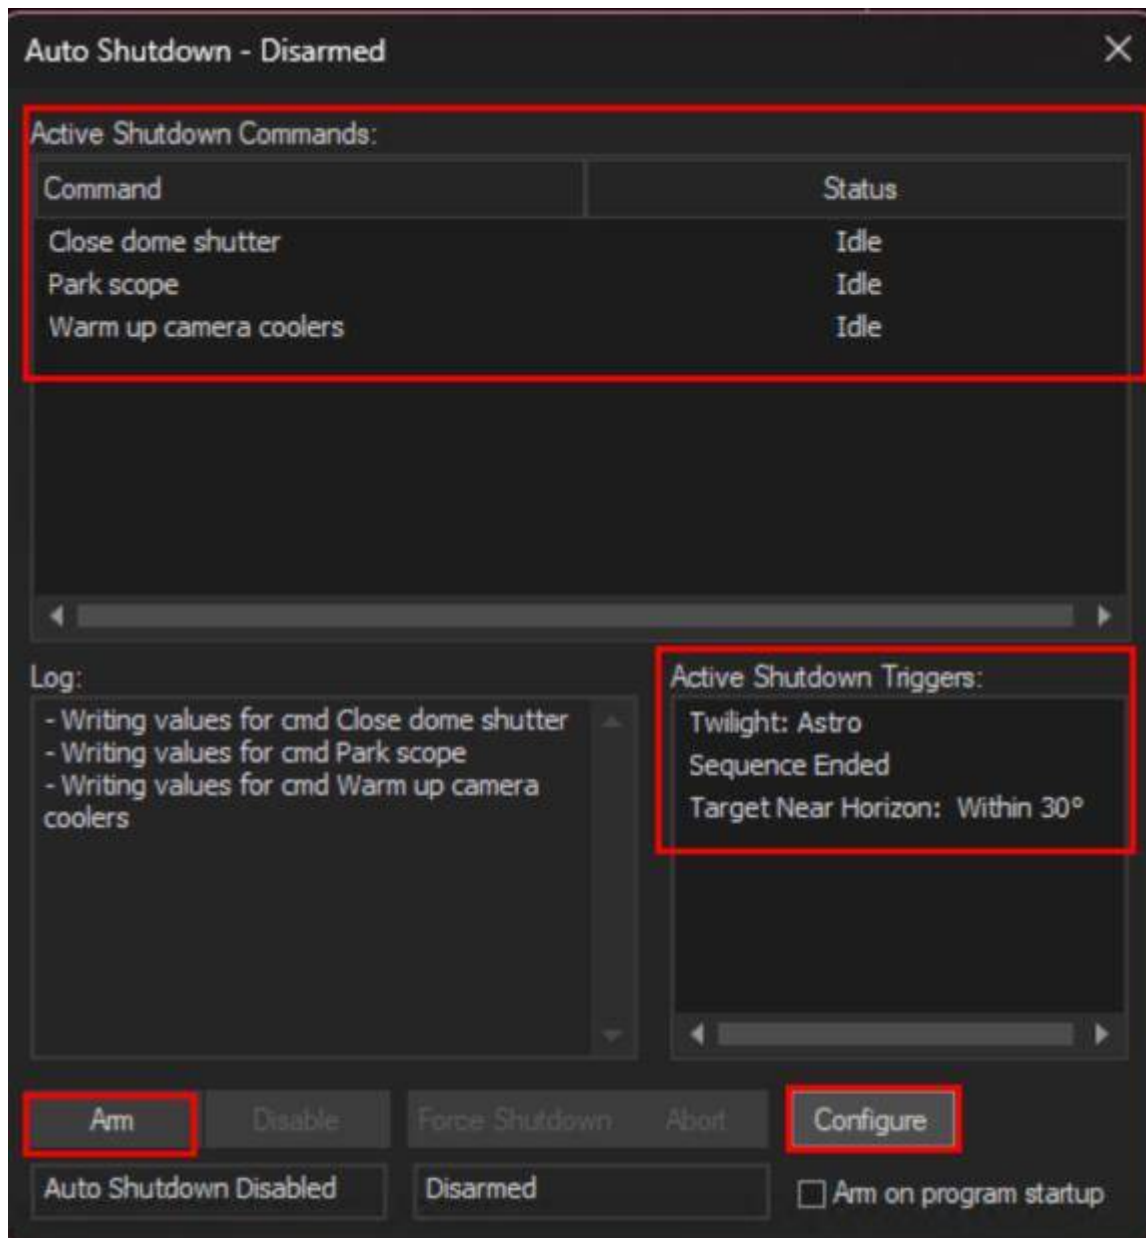 Auto Shutdown - Disarmed
Active Shutdown Commands:
Command Status
Close dome shutter Idle
Park scope Idle
Warm up camera coolers Idle
Log:
- Writing values for cmd Close dome shutter
- Writing values for cmd Park scope
- Writing values for cmd Warm up camera
coolers
Active Shutdown Triggers:
Twilight: Astro
Sequence Ended
Target Near Horizon: Within 30°
Arm Disable Force Shutdown Abort Configure
Auto Shutdown Disabled Disarmed Arm on program startup